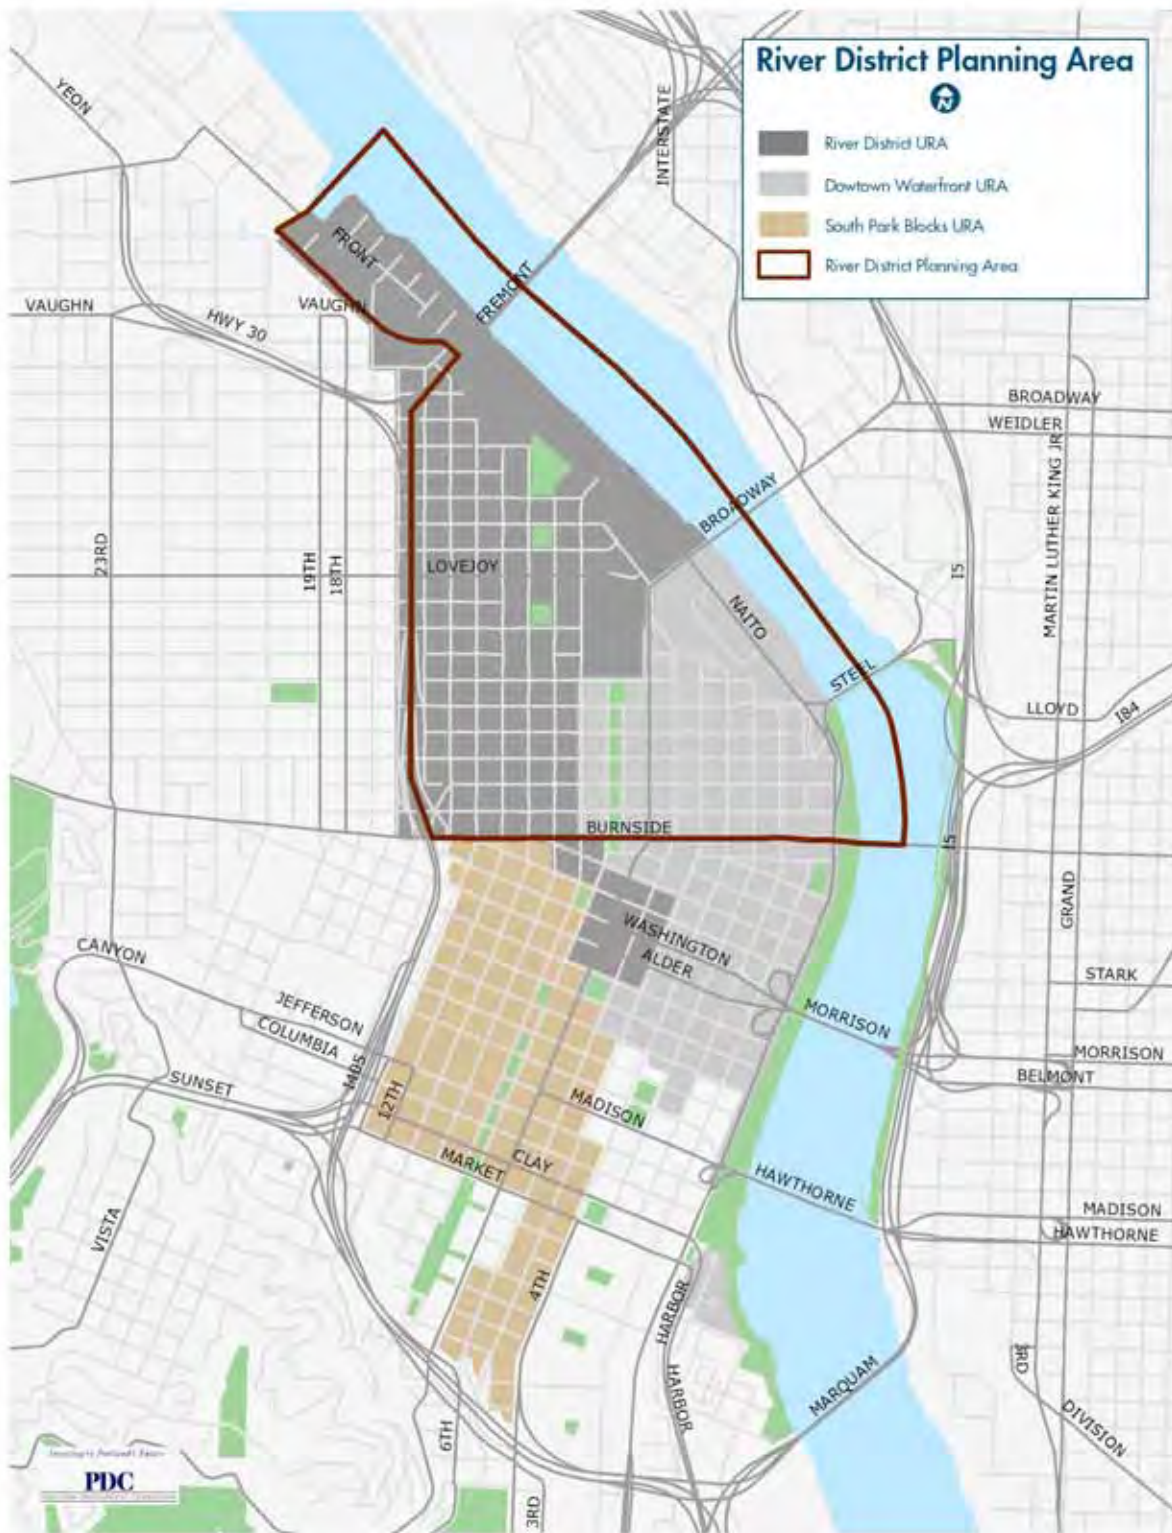 River District Planning Area
N
River District URA
Dowtown Waterfront URA
South Park Blocks URA
River District Planning Area
YEON
INTERSTATE
FRONT
FREMONT
VAUGHN
VAUGHN
HWY 30
BROADWAY
WEIDLER
MARTIN LUTHER KING JR
BROADWAY
23RD
19TH
18TH
LOVEJOY
I5
NAITO
STEEL
LLOYD
I84
BURNSIDE
I5
GRAND
WASHINGTON
ALDER
CANYON
STARK
JEFFERSON
COLUMBIA
MORRISON
MORRISON
BELMONT
SUNSET
I405
12TH
MADISON
CLAY
MARKET
HAWTHORNE
MADISON
HAWTHORNE
VISTA
4TH
HARBOR
HARBOR
3RD
MARQUAM
DIVISION
6TH
3RD
PDC